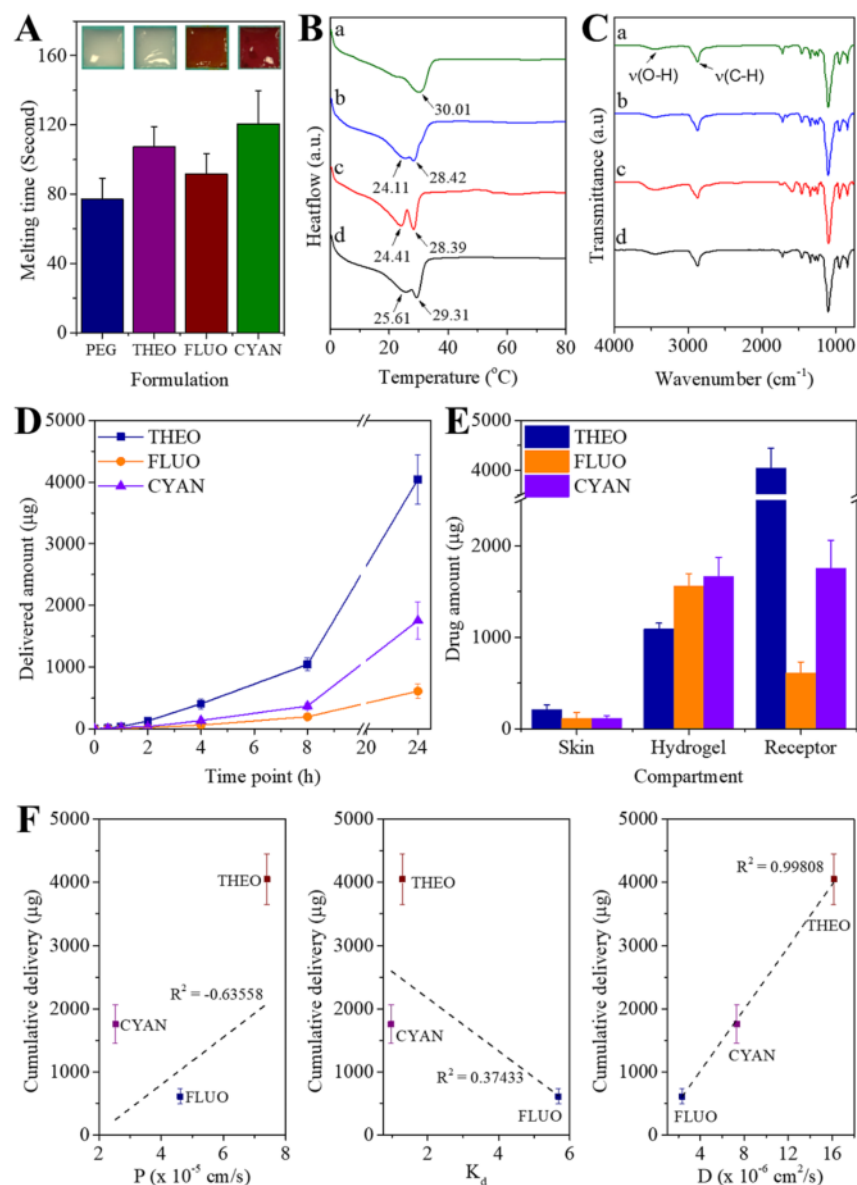 A
160
120
80
40
0
Melting time (Second)
PEG THEO FLUO CYAN
Formulation
B
a
30.01
b
24.11 28.42
c
24.41 28.39
d
25.61 29.31
Heatflow (a.u.)
0 20 40 60 80
Temperature (°C)
C
a
ν(O-H) ν(C-H)
b
c
d
Transmittance (a.u)
4000 3000 2000 1000
Wavenumber (cm⁻¹)
D
THEO
FLUO
CYAN
5000
4000
3000
2000
1000
0
Delivered amount (μg)
0 2 4 6 8 20 24
Time point (h)
E
THEO
FLUO
CYAN
5000
4000
2000
1000
0
Drug amount (μg)
Skin Hydrogel Receptor
Compartment
F
5000
4000
3000
2000
1000
0
Cumulative delivery (μg)
THEO
R² = -0.63558
CYAN
FLUO
2 4 6 8
P (x 10⁻⁵ cm/s)
5000
4000
3000
2000
1000
0
Cumulative delivery (μg)
THEO
CYAN
R² = 0.37433
FLUO
2 4 6
K_d
5000
4000
3000
2000
1000
0
Cumulative delivery (μg)
R² = 0.99808
THEO
CYAN
FLUO
4 8 12 16
D (x 10⁻⁶ cm²/s)